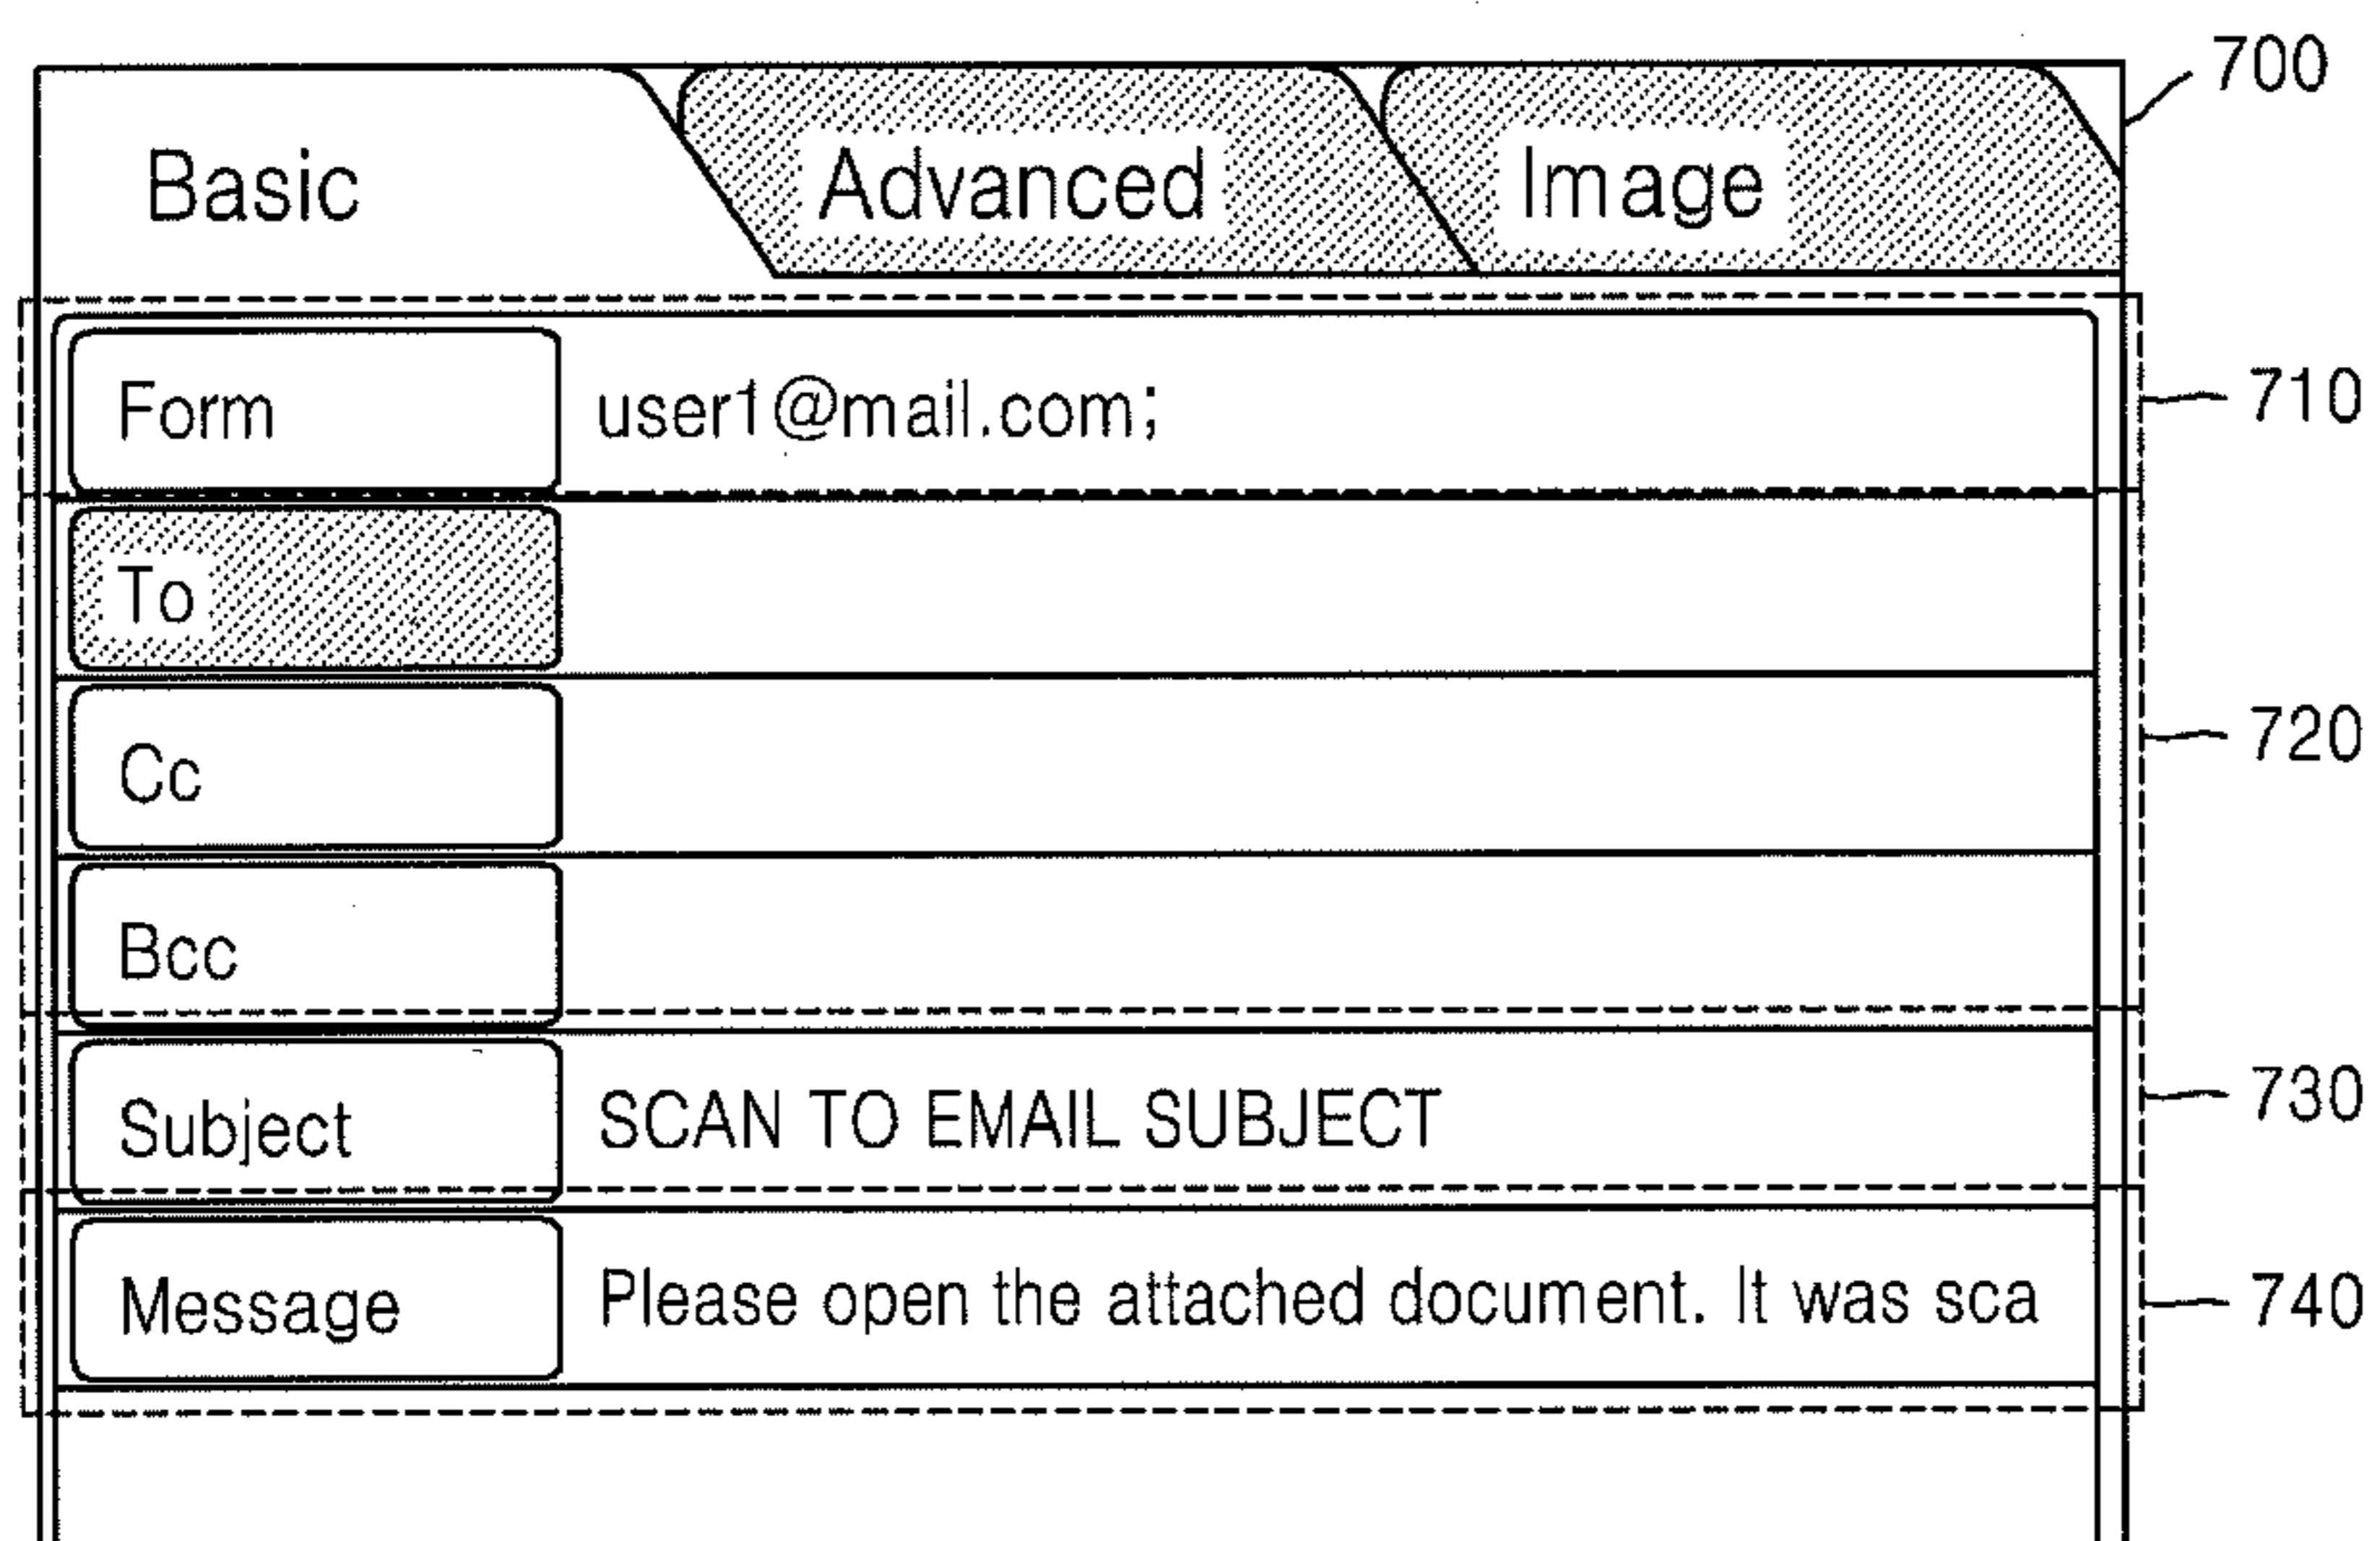 700
Basic Advanced Image
Form user1@mail.com; 710
To
Cc 720
Bcc
Subject SCAN TO EMAIL SUBJECT 730
Message Please open the attached document. It was sca 740